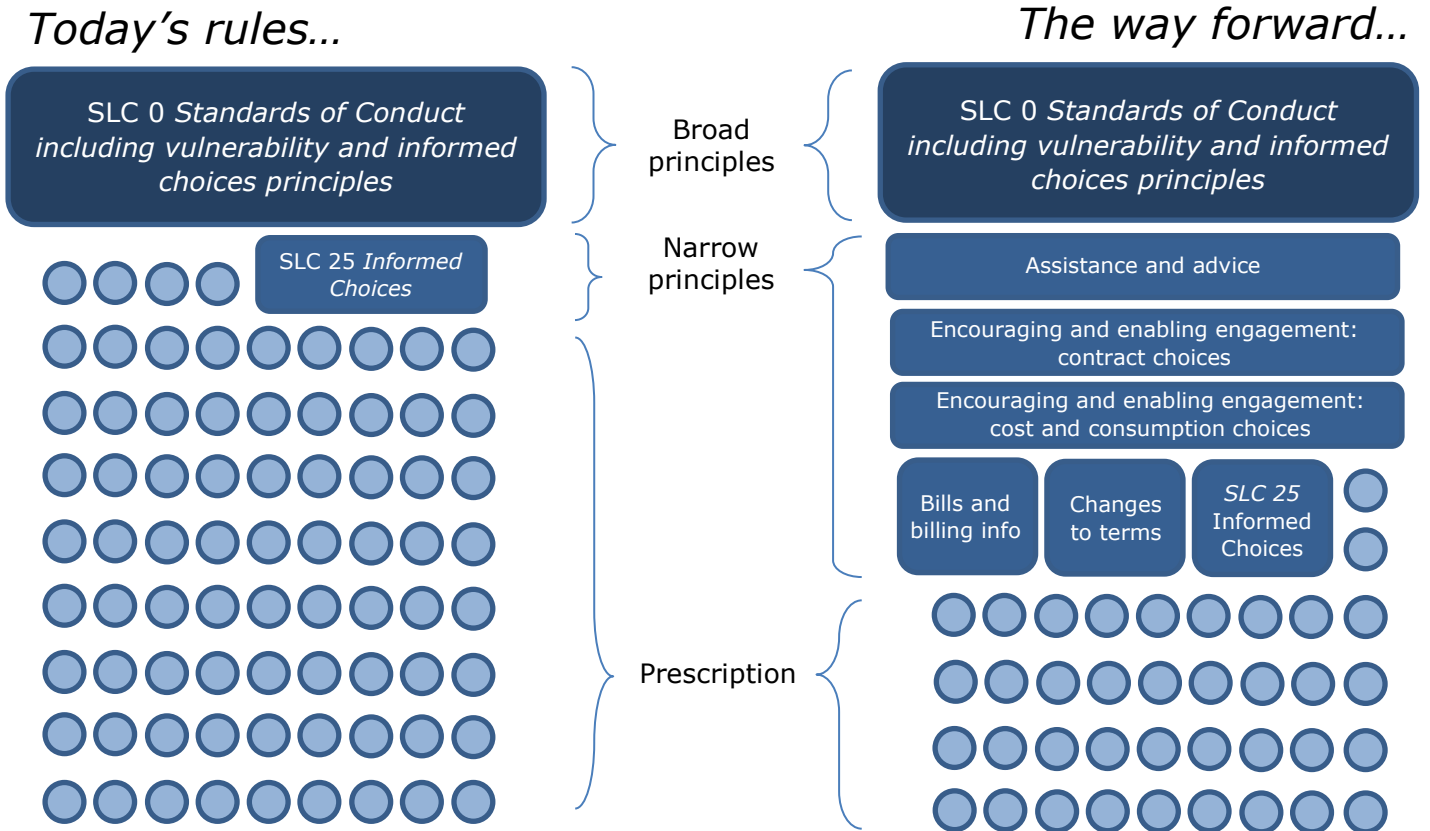 Today's rules…
The way forward…
SLC 0 Standards of Conduct
including vulnerability and informed
choices principles
Broad
principles
SLC 0 Standards of Conduct
including vulnerability and informed
choices principles
SLC 25 Informed
Choices
Narrow
principles
Assistance and advice
Encouraging and enabling engagement:
contract choices
Encouraging and enabling engagement:
cost and consumption choices
Bills and
billing info
Changes
to terms
SLC 25
Informed
Choices
Prescription